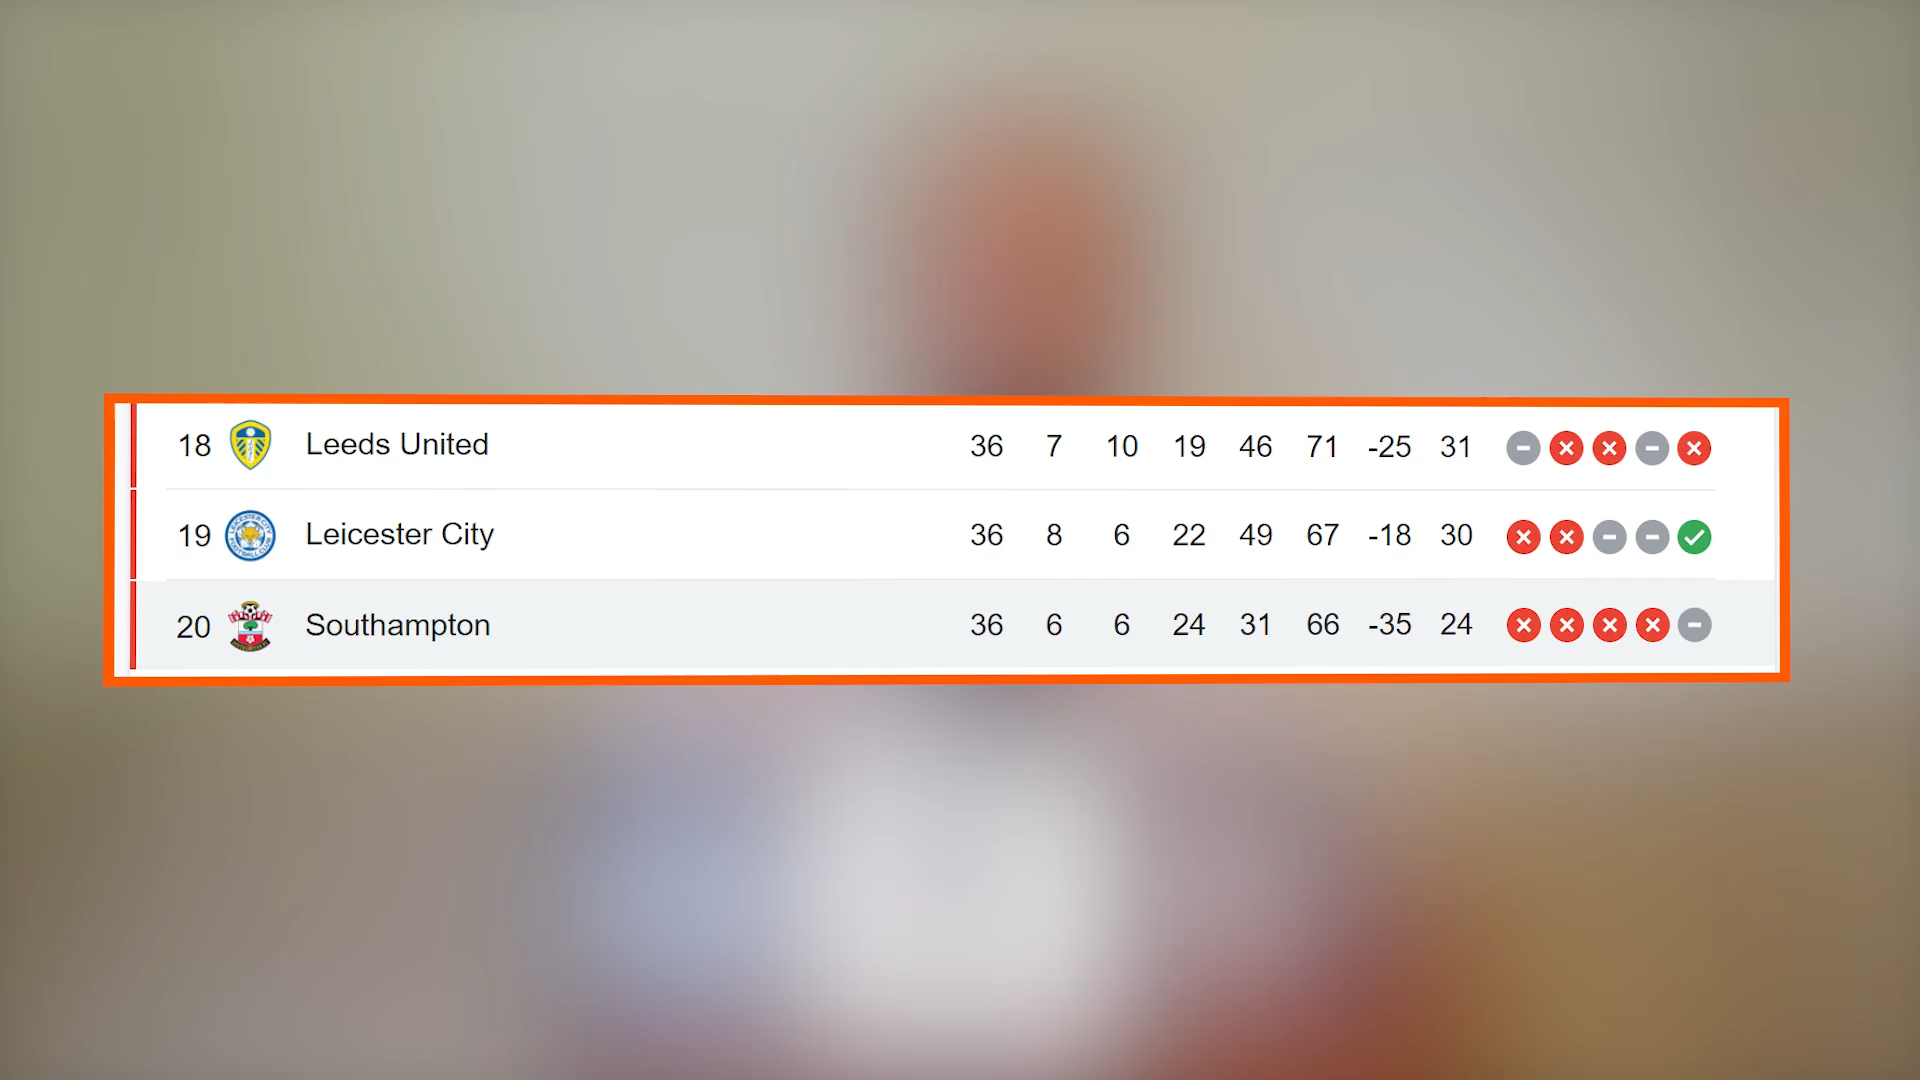 18 Leeds United 36 7 10 19 46 71 -25 31
19 Leicester City 36 8 6 22 49 67 -18 30
20 Southampton 36 6 6 24 31 66 -35 24